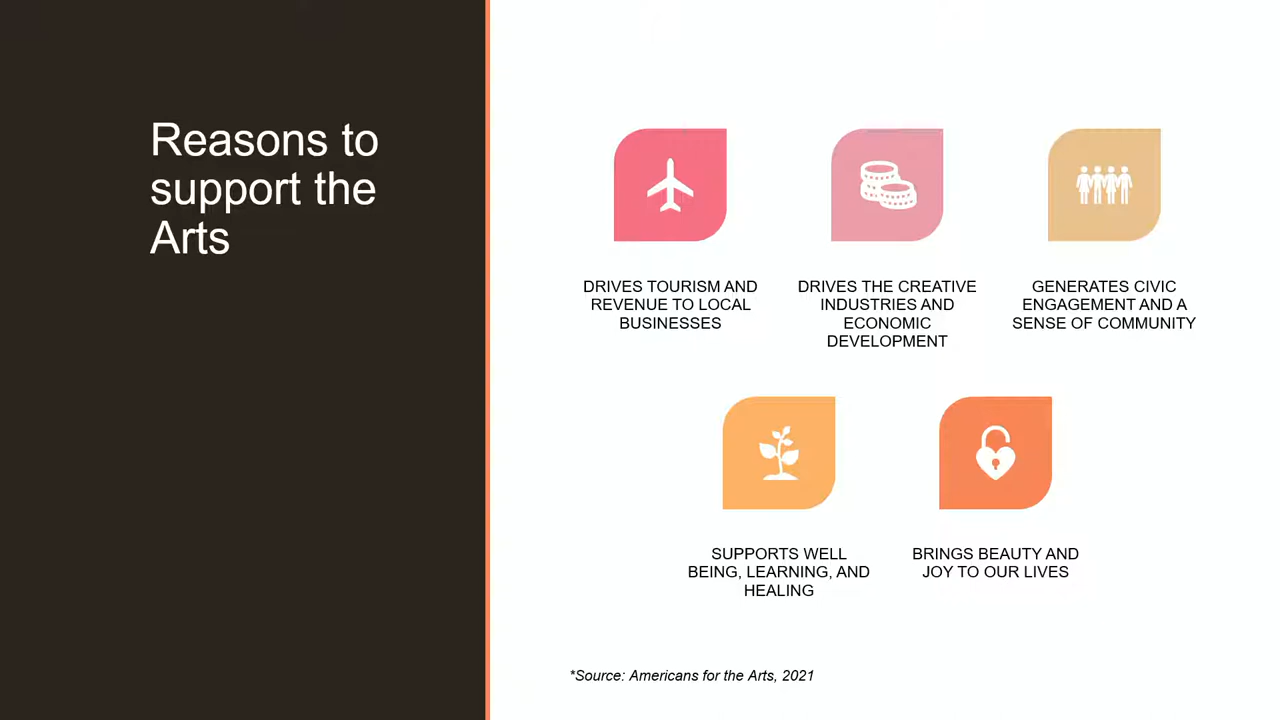 Reasons to
support the
Arts
DRIVES TOURISM AND
REVENUE TO LOCAL
BUSINESSES
DRIVES THE CREATIVE
INDUSTRIES AND
ECONOMIC
DEVELOPMENT
GENERATES CIVIC
ENGAGEMENT AND A
SENSE OF COMMUNITY
SUPPORTS WELL
BEING, LEARNING, AND
HEALING
BRINGS BEAUTY AND
JOY TO OUR LIVES
*Source: Americans for the Arts, 2021